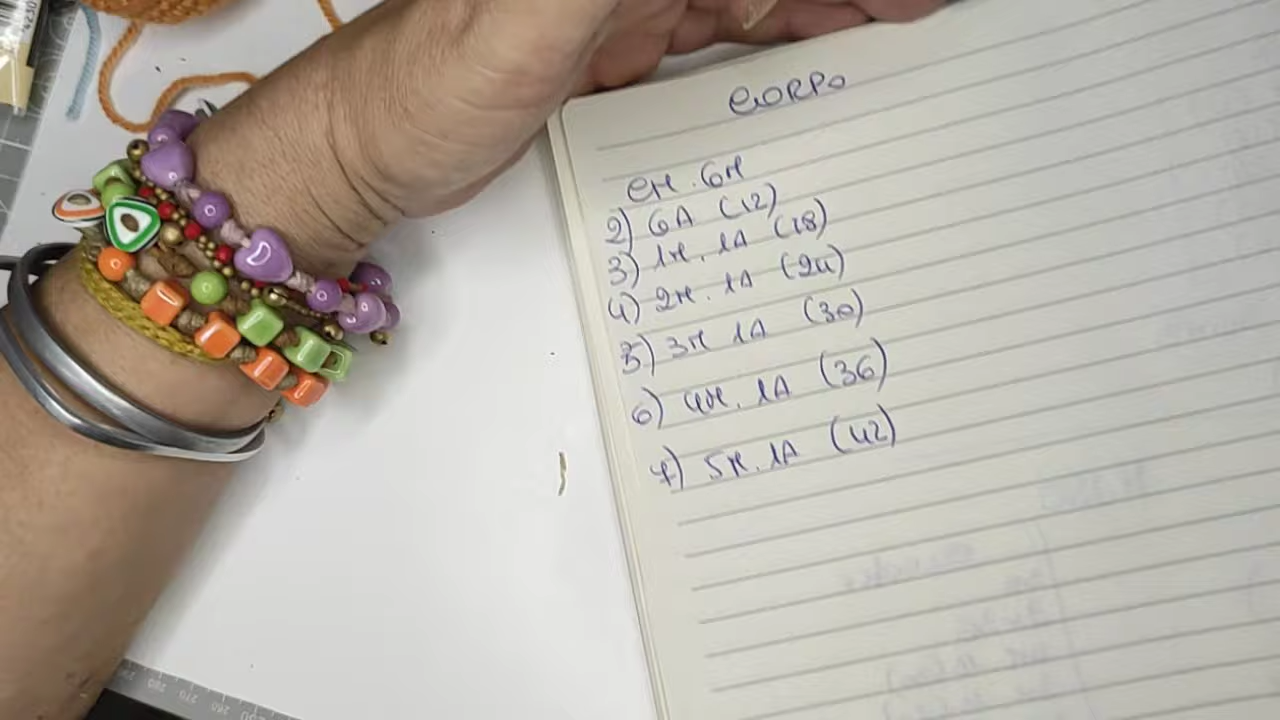 CORPO
CM. 6M
2) 6A (12)
3) 1M. 1A (18)
4) 2M. 1A (24)
5) 3M 1A (30)
6) 4M. 1A (36)
7) 5M. 1A (42)